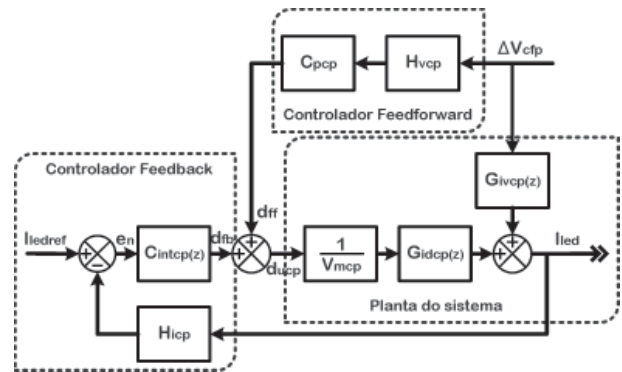 ΔVcfp
Cpcp
Hvcp
Controlador Feedforward
Controlador Feedback
Givcp(z)
dff
Iledref
en
Cintcp(z)
dfb
ducp
1
Vmcp
Gidcp(z)
Iled
Planta do sistema
Hicp